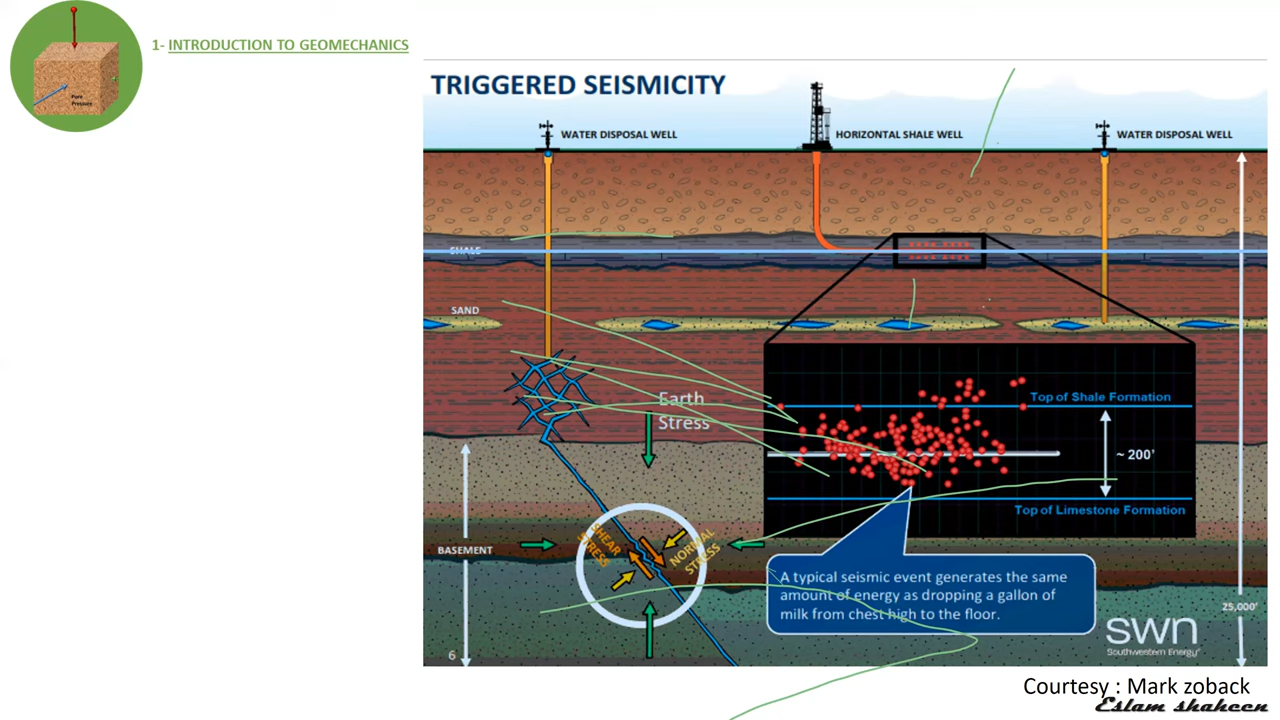 1- INTRODUCTION TO GEOMECHANICS
Pore
Pressure
TRIGGERED SEISMICITY
WATER DISPOSAL WELL
HORIZONTAL SHALE WELL
WATER DISPOSAL WELL
SHALE
SAND
Earth
Stress
Top of Shale Formation
~ 200'
Top of Limestone Formation
SHEAR
STRESS
NORMAL
STRESS
BASEMENT
A typical seismic event generates the same
amount of energy as dropping a gallon of
milk from chest high to the floor.
25,000'
swn
Southwestern Energy®
6
Courtesy : Mark zoback
Eslam shaheen